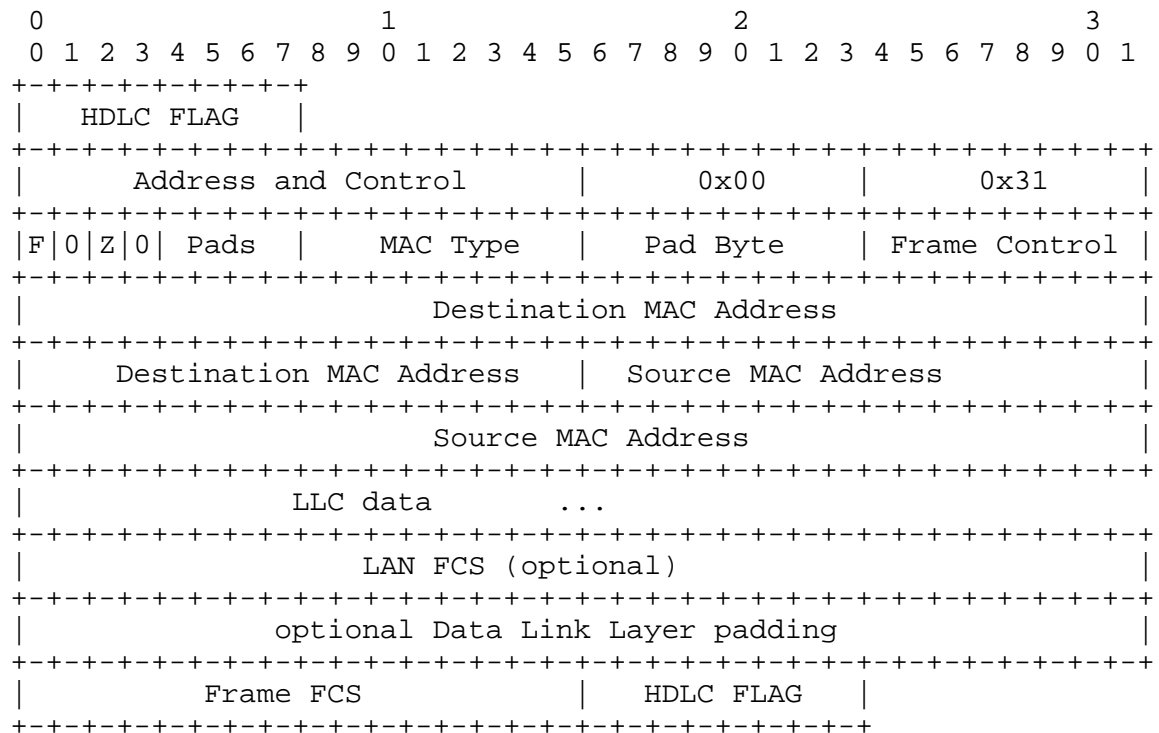 0                   1                   2                   3
0 1 2 3 4 5 6 7 8 9 0 1 2 3 4 5 6 7 8 9 0 1 2 3 4 5 6 7 8 9 0 1
+-+-+-+-+-+-+-+-+
|   HDLC FLAG   |
+-+-+-+-+-+-+-+-+-+-+-+-+-+-+-+-+-+-+-+-+-+-+-+-+-+-+-+-+-+-+-+-+
|      Address and Control      |      0x00     |      0x31     |
+-+-+-+-+-+-+-+-+-+-+-+-+-+-+-+-+-+-+-+-+-+-+-+-+-+-+-+-+-+-+-+-+
|F|0|Z|0| Pads  |    MAC Type   |   Pad Byte    | Frame Control |
+-+-+-+-+-+-+-+-+-+-+-+-+-+-+-+-+-+-+-+-+-+-+-+-+-+-+-+-+-+-+-+-+
|                       Destination MAC Address                 |
+-+-+-+-+-+-+-+-+-+-+-+-+-+-+-+-+-+-+-+-+-+-+-+-+-+-+-+-+-+-+-+-+
|     Destination MAC Address   |  Source MAC Address           |
+-+-+-+-+-+-+-+-+-+-+-+-+-+-+-+-+-+-+-+-+-+-+-+-+-+-+-+-+-+-+-+-+
|                       Source MAC Address                      |
+-+-+-+-+-+-+-+-+-+-+-+-+-+-+-+-+-+-+-+-+-+-+-+-+-+-+-+-+-+-+-+-+
|               LLC data       ...
+-+-+-+-+-+-+-+-+-+-+-+-+-+-+-+-+-+-+-+-+-+-+-+-+-+-+-+-+-+-+-+-+
|                   LAN FCS (optional)                          |
+-+-+-+-+-+-+-+-+-+-+-+-+-+-+-+-+-+-+-+-+-+-+-+-+-+-+-+-+-+-+-+-+
|              optional Data Link Layer padding                 |
+-+-+-+-+-+-+-+-+-+-+-+-+-+-+-+-+-+-+-+-+-+-+-+-+-+-+-+-+-+-+-+-+
|          Frame FCS            |   HDLC FLAG   |
+-+-+-+-+-+-+-+-+-+-+-+-+-+-+-+-+-+-+-+-+-+-+-+-+